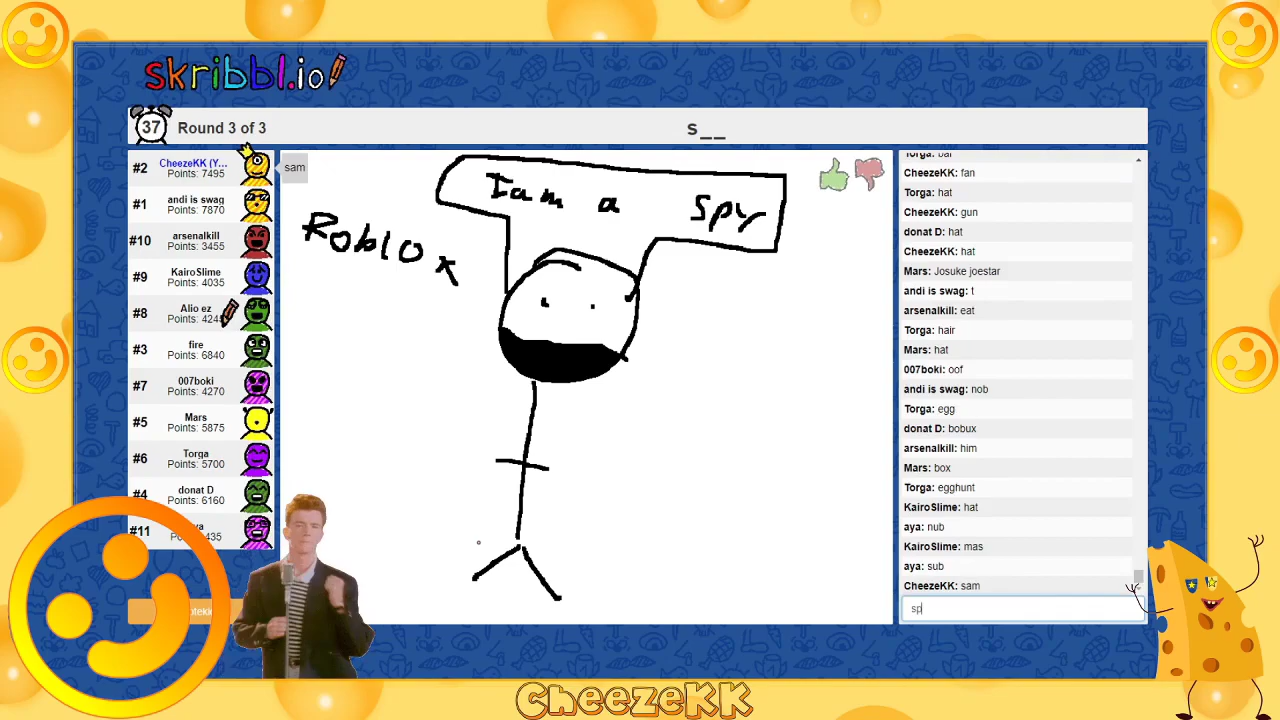 skribbl.io
37 Round 3 of 3
s__
#2 CheezeKK (Y...
Points: 7495
#1 andi is swag
Points: 7870
#10 arsenalkill
Points: 3455
#9 KairoSlime
Points: 4035
#8 Alio ez
Points: 424
#3 fire
Points: 6840
#7 007boki
Points: 4270
#5 Mars
Points: 5875
#6 Torga
Points: 5700
#4 donat D
Points: 6160
#11
435
sam
I am a Spy
Roblox
Torga: bar
CheezeKK: fan
Torga: hat
CheezeKK: gun
donat D: hat
CheezeKK: hat
Mars: Josuke joestar
andi is swag: t
arsenalkill: eat
Torga: hair
Mars: hat
007boki: oof
andi is swag: nob
Torga: egg
donat D: bobux
arsenalkill: him
Mars: box
Torga: egghunt
KairoSlime: hat
aya: nub
KairoSlime: mas
aya: sub
CheezeKK: sam
sp
CheezeKK